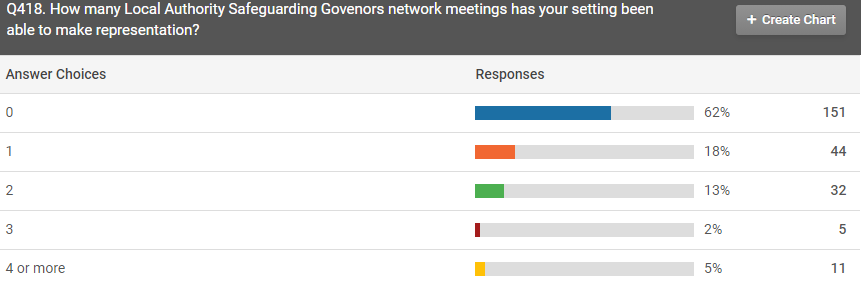 Q418. How many Local Authority Safeguarding Govenors network meetings has your setting been
able to make representation?
+ Create Chart
Answer Choices Responses
0 62% 151
1 18% 44
2 13% 32
3 2% 5
4 or more 5% 11